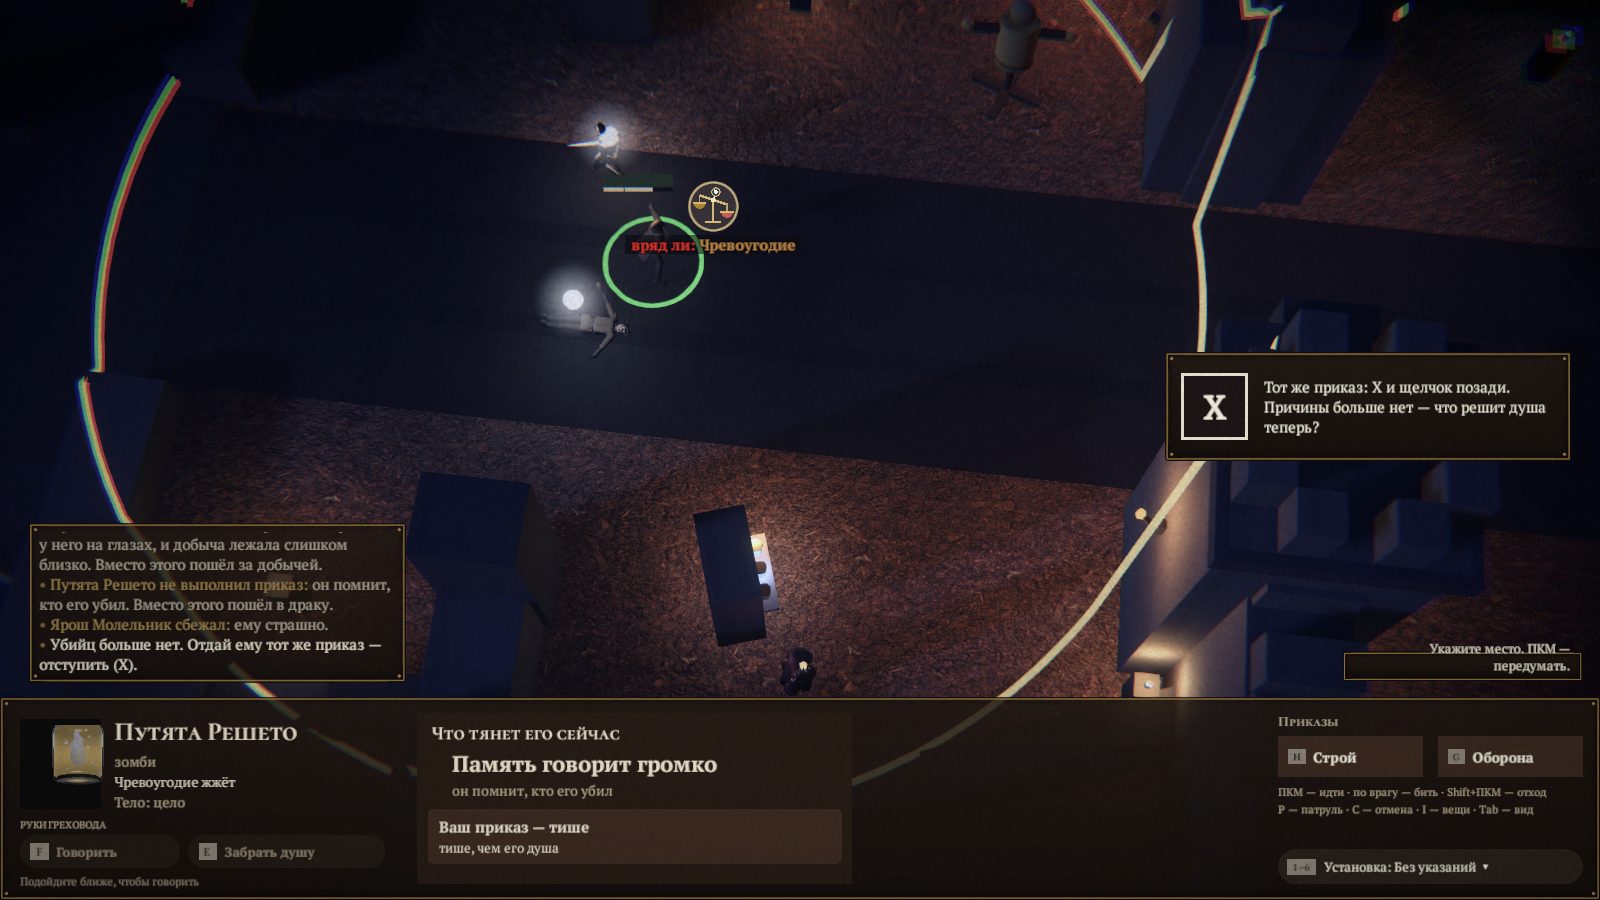 вряд ли: Чревоугодие
X
Тот же приказ: X и щелчок позади.
Причины больше нет — что решит душа
теперь?
у него на глазах, и добыча лежала слишком
близко. Вместо этого пошёл за добычей.
• Путята Решето не выполнил приказ: он помнит,
кто его убил. Вместо этого пошёл в драку.
• Ярош Молельник сбежал: ему страшно.
• Убийц больше нет. Отдай ему тот же приказ —
отступить (X).
Укажите место. ПКМ —
передумать.
Путята Решето
зомби
Чревоугодие жжёт
Тело: цело
РУКИ ГРЕХОВОДА
F Говорить
E Забрать душу
Подойдите ближе, чтобы говорить
Что тянет его сейчас
Память говорит громко
он помнит, кто его убил
Ваш приказ — тише
тише, чем его душа
Приказы
H Строй
G Оборона
ПКМ — идти · по врагу — бить · Shift+ПКМ — отход
P — патруль · C — отмена · I — вещи · Tab — вид
1–6 Установка: Без указаний ▾